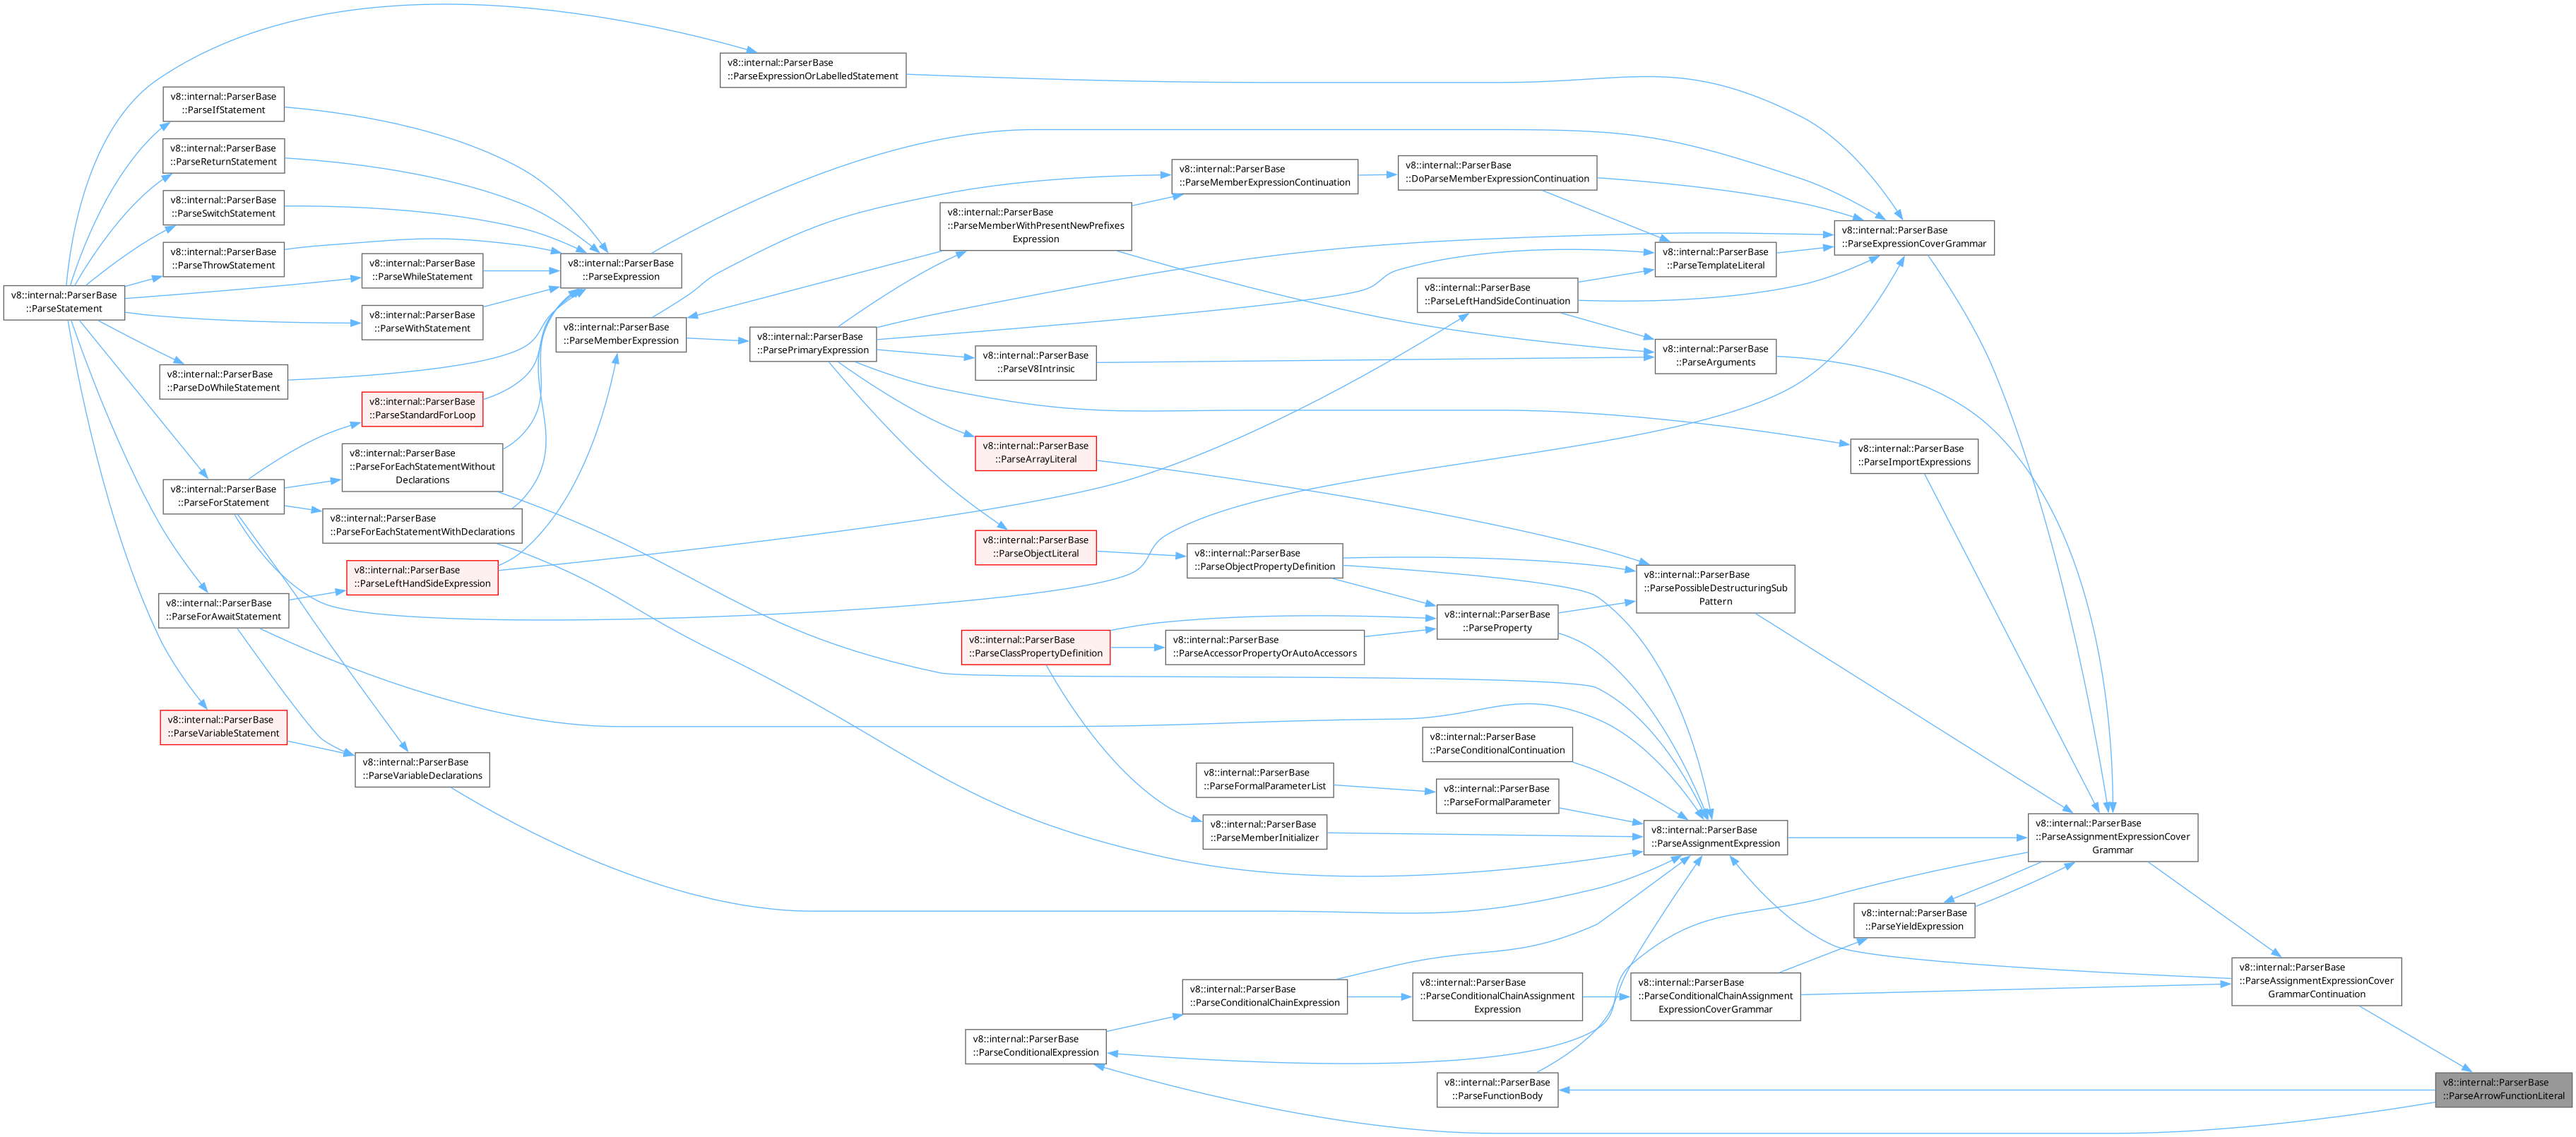 v8::internal::ParserBase
::ParseExpressionOrLabelledStatement
v8::internal::ParserBase
::ParseIfStatement
v8::internal::ParserBase
::ParseReturnStatement
v8::internal::ParserBase
::ParseSwitchStatement
v8::internal::ParserBase
::ParseThrowStatement
v8::internal::ParserBase
::ParseWhileStatement
v8::internal::ParserBase
::ParseWithStatement
v8::internal::ParserBase
::ParseStatement
v8::internal::ParserBase
::ParseDoWhileStatement
v8::internal::ParserBase
::ParseStandardForLoop
v8::internal::ParserBase
::ParseForEachStatementWithout
Declarations
v8::internal::ParserBase
::ParseForStatement
v8::internal::ParserBase
::ParseForEachStatementWithDeclarations
v8::internal::ParserBase
::ParseLeftHandSideExpression
v8::internal::ParserBase
::ParseForAwaitStatement
v8::internal::ParserBase
::ParseVariableStatement
v8::internal::ParserBase
::ParseVariableDeclarations
v8::internal::ParserBase
::ParseExpression
v8::internal::ParserBase
::ParseMemberExpression
v8::internal::ParserBase
::ParsePrimaryExpression
v8::internal::ParserBase
::ParseMemberWithPresentNewPrefixes
Expression
v8::internal::ParserBase
::ParseMemberExpressionContinuation
v8::internal::ParserBase
::DoParseMemberExpressionContinuation
v8::internal::ParserBase
::ParseExpressionCoverGrammar
v8::internal::ParserBase
::ParseTemplateLiteral
v8::internal::ParserBase
::ParseLeftHandSideContinuation
v8::internal::ParserBase
::ParseV8Intrinsic
v8::internal::ParserBase
::ParseArguments
v8::internal::ParserBase
::ParseArrayLiteral
v8::internal::ParserBase
::ParseImportExpressions
v8::internal::ParserBase
::ParseObjectLiteral
v8::internal::ParserBase
::ParseObjectPropertyDefinition
v8::internal::ParserBase
::ParsePossibleDestructuringSub
Pattern
v8::internal::ParserBase
::ParseProperty
v8::internal::ParserBase
::ParseClassPropertyDefinition
v8::internal::ParserBase
::ParseAccessorPropertyOrAutoAccessors
v8::internal::ParserBase
::ParseConditionalContinuation
v8::internal::ParserBase
::ParseFormalParameterList
v8::internal::ParserBase
::ParseFormalParameter
v8::internal::ParserBase
::ParseMemberInitializer
v8::internal::ParserBase
::ParseAssignmentExpression
v8::internal::ParserBase
::ParseAssignmentExpressionCover
Grammar
v8::internal::ParserBase
::ParseYieldExpression
v8::internal::ParserBase
::ParseAssignmentExpressionCover
GrammarContinuation
v8::internal::ParserBase
::ParseConditionalChainExpression
v8::internal::ParserBase
::ParseConditionalChainAssignment
Expression
v8::internal::ParserBase
::ParseConditionalChainAssignment
ExpressionCoverGrammar
v8::internal::ParserBase
::ParseConditionalExpression
v8::internal::ParserBase
::ParseFunctionBody
v8::internal::ParserBase
::ParseArrowFunctionLiteral